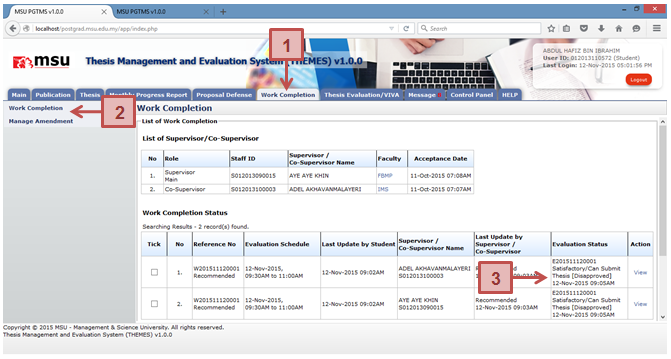 MSU PGTMS v1.0.0
MSU PGTMS v1.0.0
localhost/postgred.msu.edu.my/app/index.php
Search
msu
Thesis Management and Evaluation System (THEMES) v1.0.0
ABDUL HAFIZ BIN IBRAHIM
User ID: 012013110572 (Student)
Last Login: 12-Nov-2015 05:01:56 PM
Logout
1
Main Publication Thesis Monthly Progress Report Proposal Defense Work Completion Thesis Evaluation/VIVA Message Control Panel HELP
Work Completion
Manage Amendment
2
Work Completion
List of Work Completion
List of Supervisor/Co-Supervisor
No Role Staff ID Supervisor / Co-Supervisor Name Faculty Acceptance Date
1. Supervisor Main S012013090015 AYE AYE KHIN FBMP 11-Oct-2015 07:08AM
2. Co-Supervisor S012013100003 ADEL AKHAVANMALAYERI IMS 11-Oct-2015 07:07AM
Work Completion Status
Searching Results - 2 record(s) found.
Tick No Reference No Evaluation Schedule Last Update by Student Supervisor / Co-Supervisor Name Last Update by Supervisor / Co-Supervisor Evaluation Status Action
1. W201511120001 Recommended 12-Nov-2015, 09:30AM to 11:00AM 12-Nov-2015 09:02AM ADEL AKHAVANMALAYERI S012013100003 09:03AM E201511120001 Satisfactory/Can Submit Thesis [Disapproved] 12-Nov-2015 09:05AM View
3
2. W201511120001 Recommended 12-Nov-2015, 09:30AM to 11:00AM 12-Nov-2015 09:02AM AYE AYE KHIN S012013090015 Recommended 12-Nov-2015 09:03AM E201511120001 Satisfactory/Can Submit Thesis [Disapproved] 12-Nov-2015 09:05AM View
Copyright © 2015 MSU - Management & Science University. All rights reserved.
Thesis Management and Evaluation System (THEMES) v1.0.0